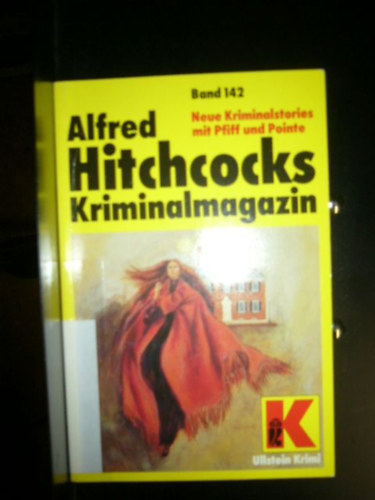 Band 142
Neue Kriminalstories
mit Pfiff und Pointe
Alfred
Hitchcocks
Kriminalmagazin
K
Ullstein Krimi